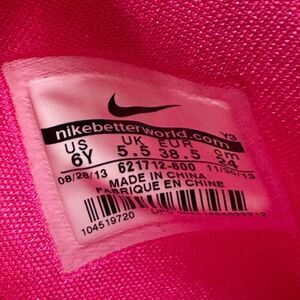 nikebetterworld.com Y3
US UK EUR cm
6Y 5.5 38.5 24
08/28/13 621712-600 11/30/13
MADE IN CHINA
FABRIQUE EN CHINE
104519720